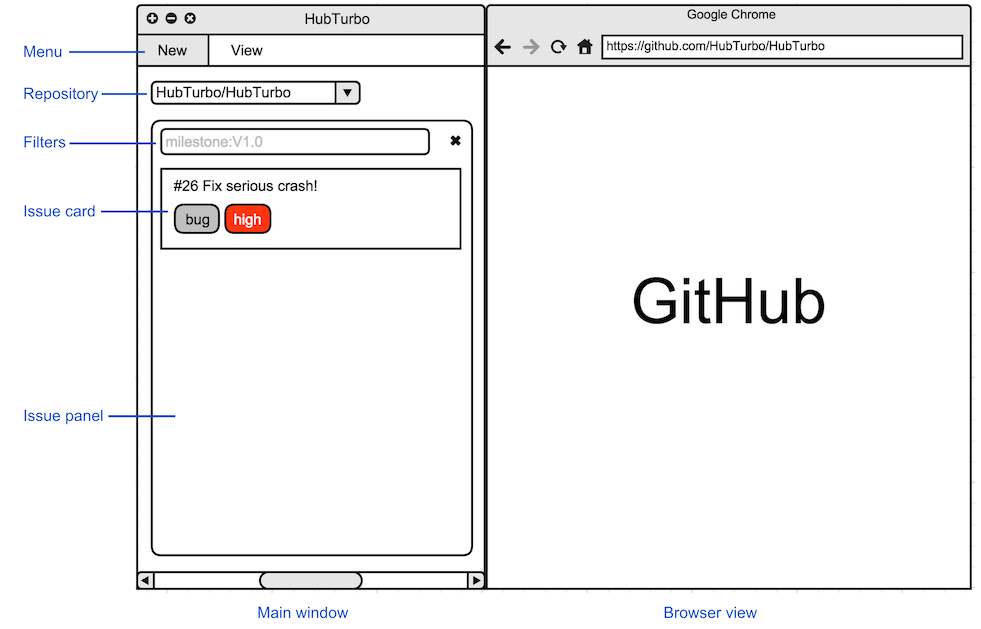 HubTurbo
Google Chrome
Menu
New
View
https://github.com/HubTurbo/HubTurbo
Repository
HubTurbo/HubTurbo
Filters
milestone:V1.0
#26 Fix serious crash!
Issue card
bug
high
GitHub
Issue panel
Main window
Browser view